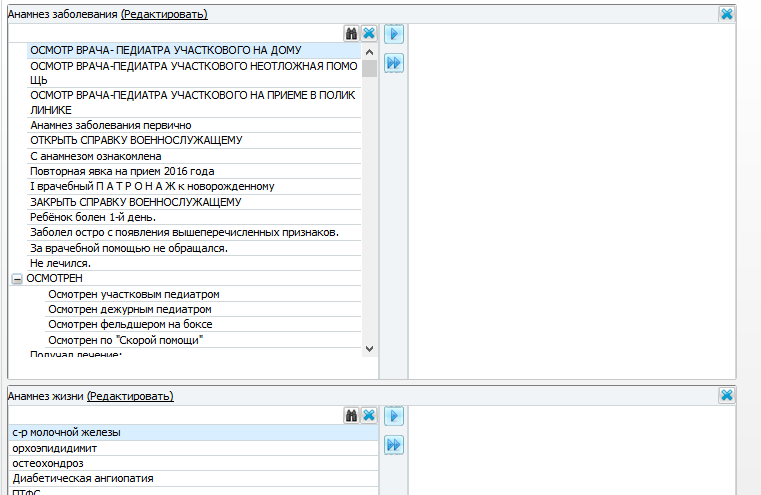 Анамнез заболевания (Редактировать)
ОСМОТР ВРАЧА- ПЕДИАТРА УЧАСТКОВОГО НА ДОМУ
ОСМОТР ВРАЧА-ПЕДИАТРА УЧАСТКОВОГО НЕОТЛОЖНАЯ ПОМО
ЩЬ
ОСМОТР ВРАЧА-ПЕДИАТРА УЧАСТКОВОГО НА ПРИЕМЕ В ПОЛИК
ЛИНИКЕ
Анамнез заболевания первично
ОТКРЫТЬ СПРАВКУ ВОЕННОСЛУЖАЩЕМУ
С анамнезом ознакомлена
Повторная явка на прием 2016 года
I врачебный П А Т Р О Н А Ж к новорожденному
ЗАКРЫТЬ СПРАВКУ ВОЕННОСЛУЖАЩЕМУ
Ребёнок болен 1-й день.
Заболел остро с появления вышеперечисленных признаков.
За врачебной помощью не обращался.
Не лечился.
ОСМОТРЕН
Осмотрен участковым педиатром
Осмотрен дежурным педиатром
Осмотрен фельдшером на боксе
Осмотрен по "Скорой помощи"
Получал лечение:
Анамнез жизни (Редактировать)
с-р молочной железы
орхоэпидидимит
остеохондроз
Диабетическая ангиопатия
ПТФС